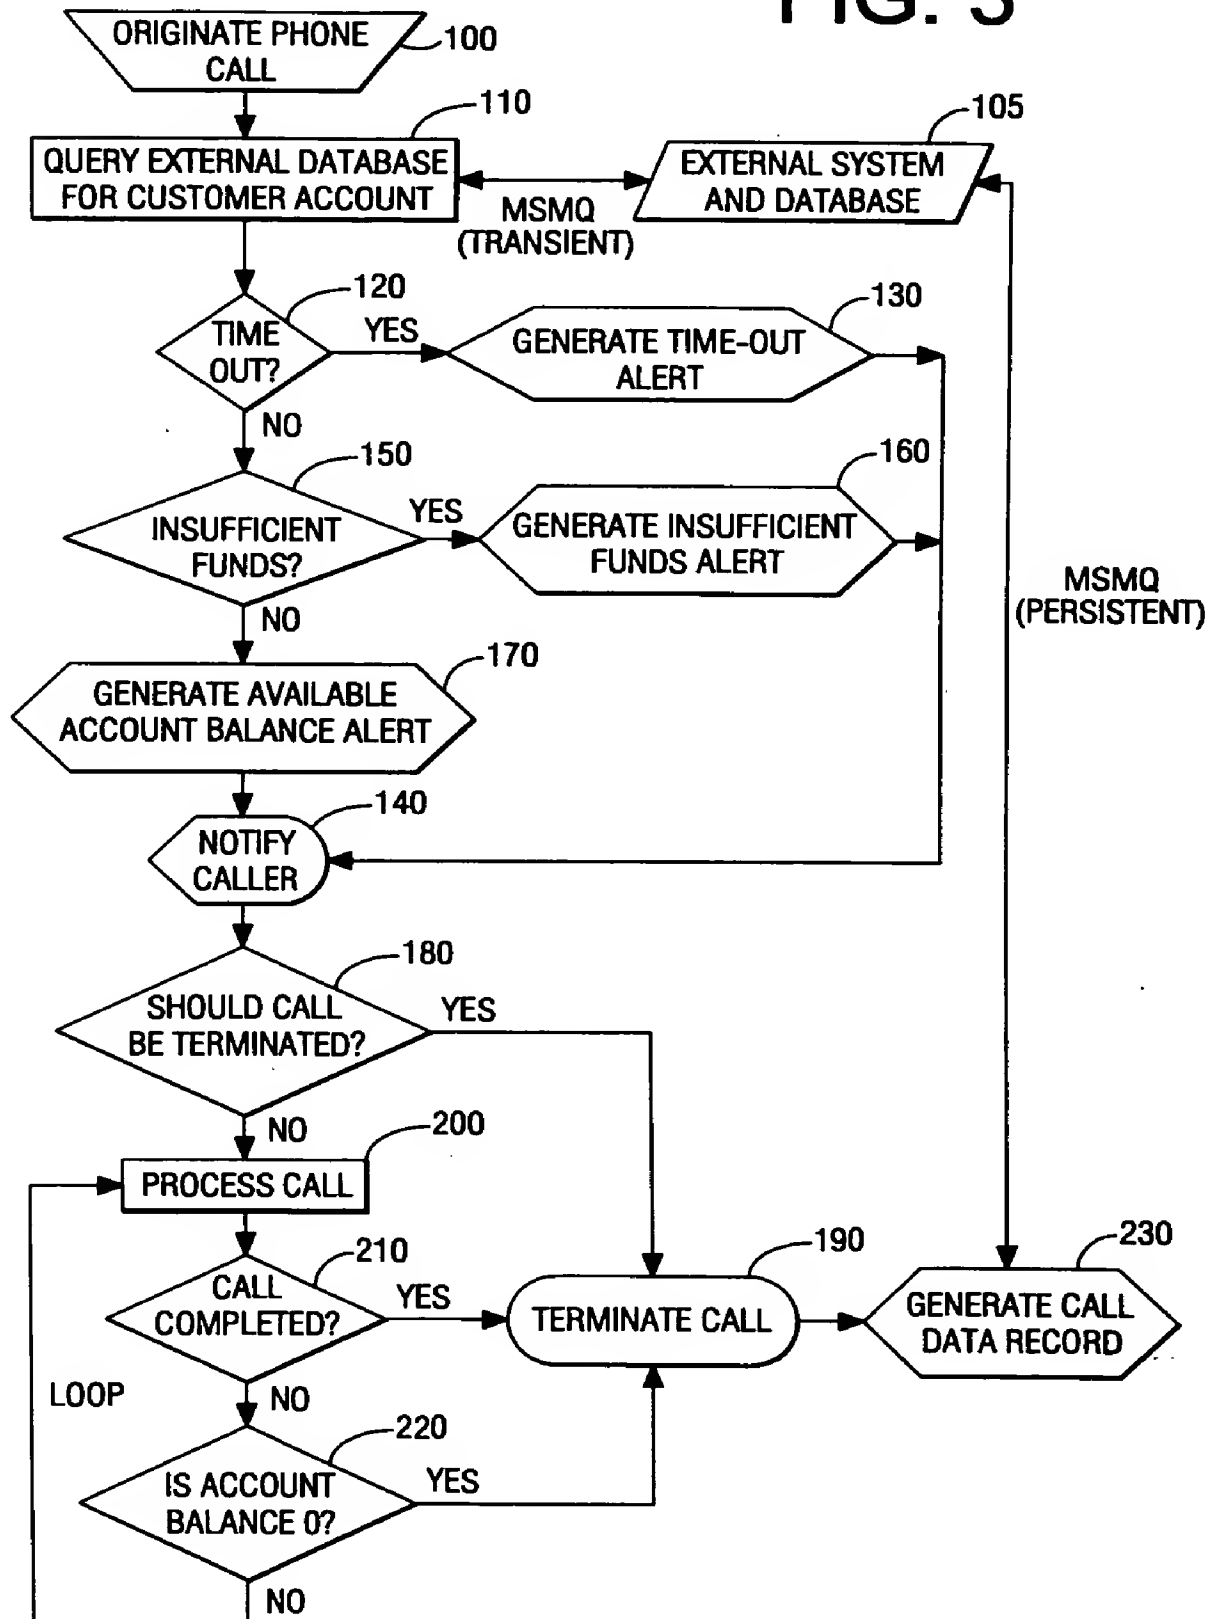 FIG. 3
ORIGINATE PHONE
CALL
100
110
105
QUERY EXTERNAL DATABASE
FOR CUSTOMER ACCOUNT
EXTERNAL SYSTEM
AND DATABASE
MSMQ
(TRANSIENT)
120
TIME
OUT?
YES
130
GENERATE TIME-OUT
ALERT
NO
150
INSUFFICIENT
FUNDS?
YES
160
GENERATE INSUFFICIENT
FUNDS ALERT
MSMQ
(PERSISTENT)
NO
170
GENERATE AVAILABLE
ACCOUNT BALANCE ALERT
140
NOTIFY
CALLER
180
SHOULD CALL
BE TERMINATED?
YES
NO
200
PROCESS CALL
210
CALL
COMPLETED?
YES
190
TERMINATE CALL
230
GENERATE CALL
DATA RECORD
LOOP
NO
220
IS ACCOUNT
BALANCE 0?
YES
NO